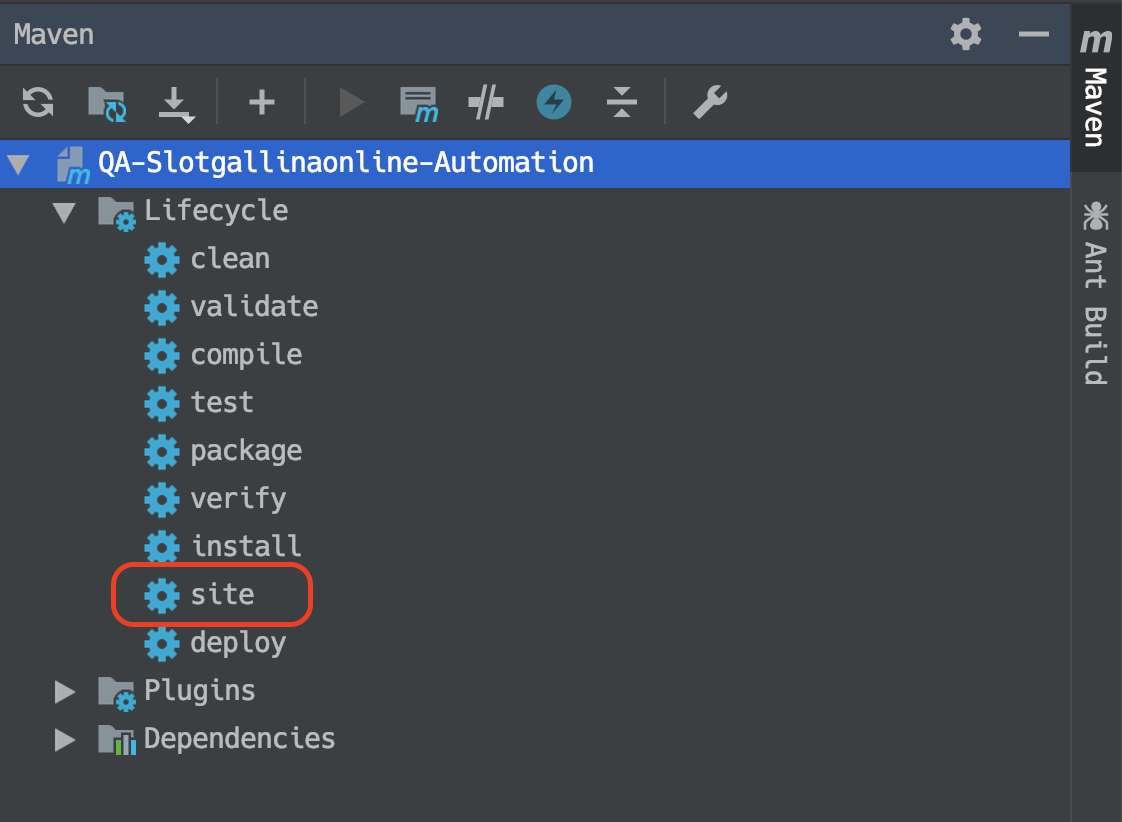 Maven
QA-Slotgallinaonline-Automation
Lifecycle
clean
validate
compile
test
package
verify
install
site
deploy
Plugins
Dependencies
m Maven
Ant Build